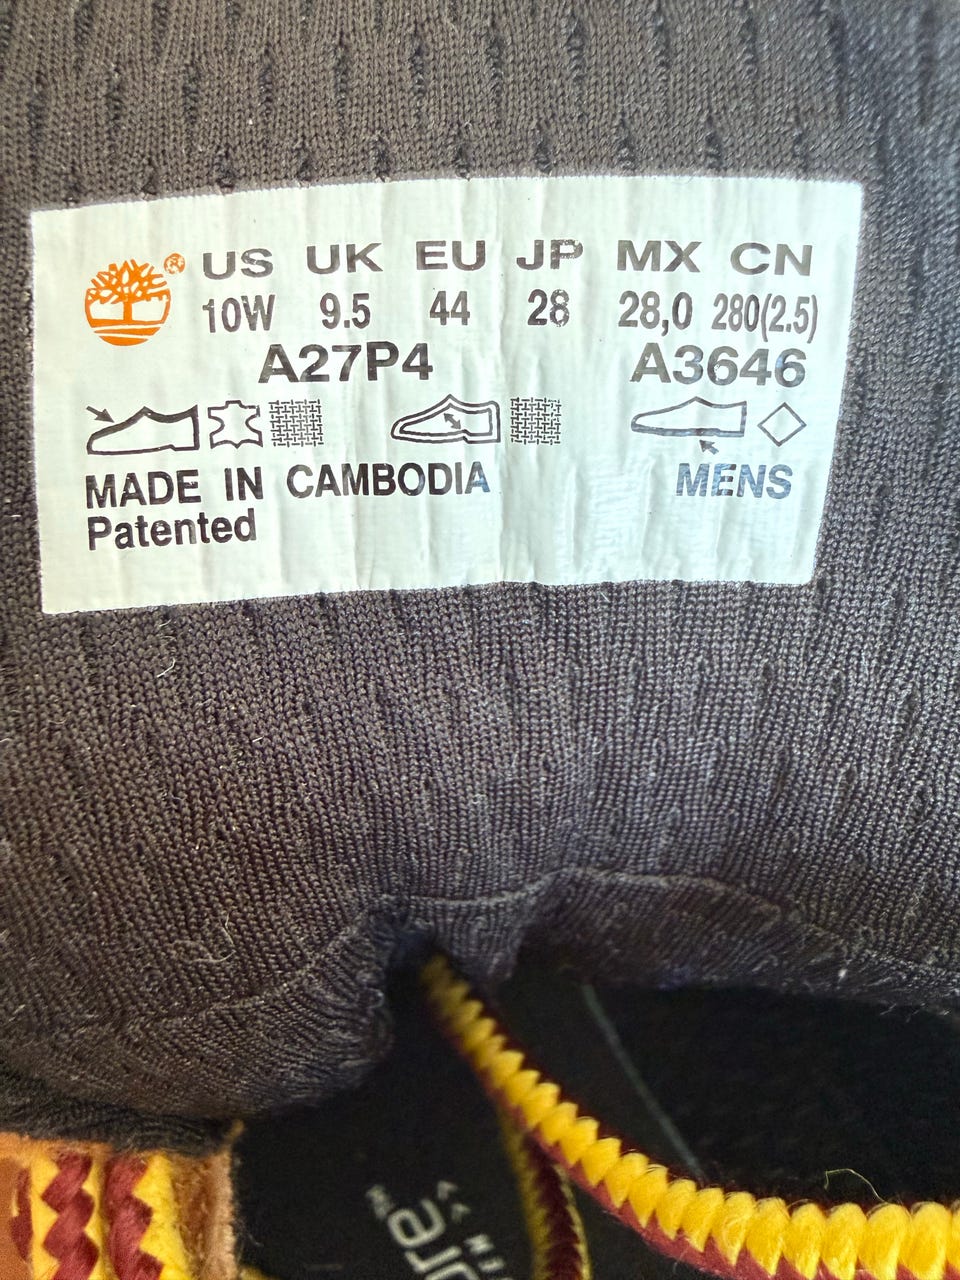 US UK EU JP MX CN
10W 9.5 44 28 28,0 280(2.5)
A27P4 A3646
MADE IN CAMBODIA MENS
Patented